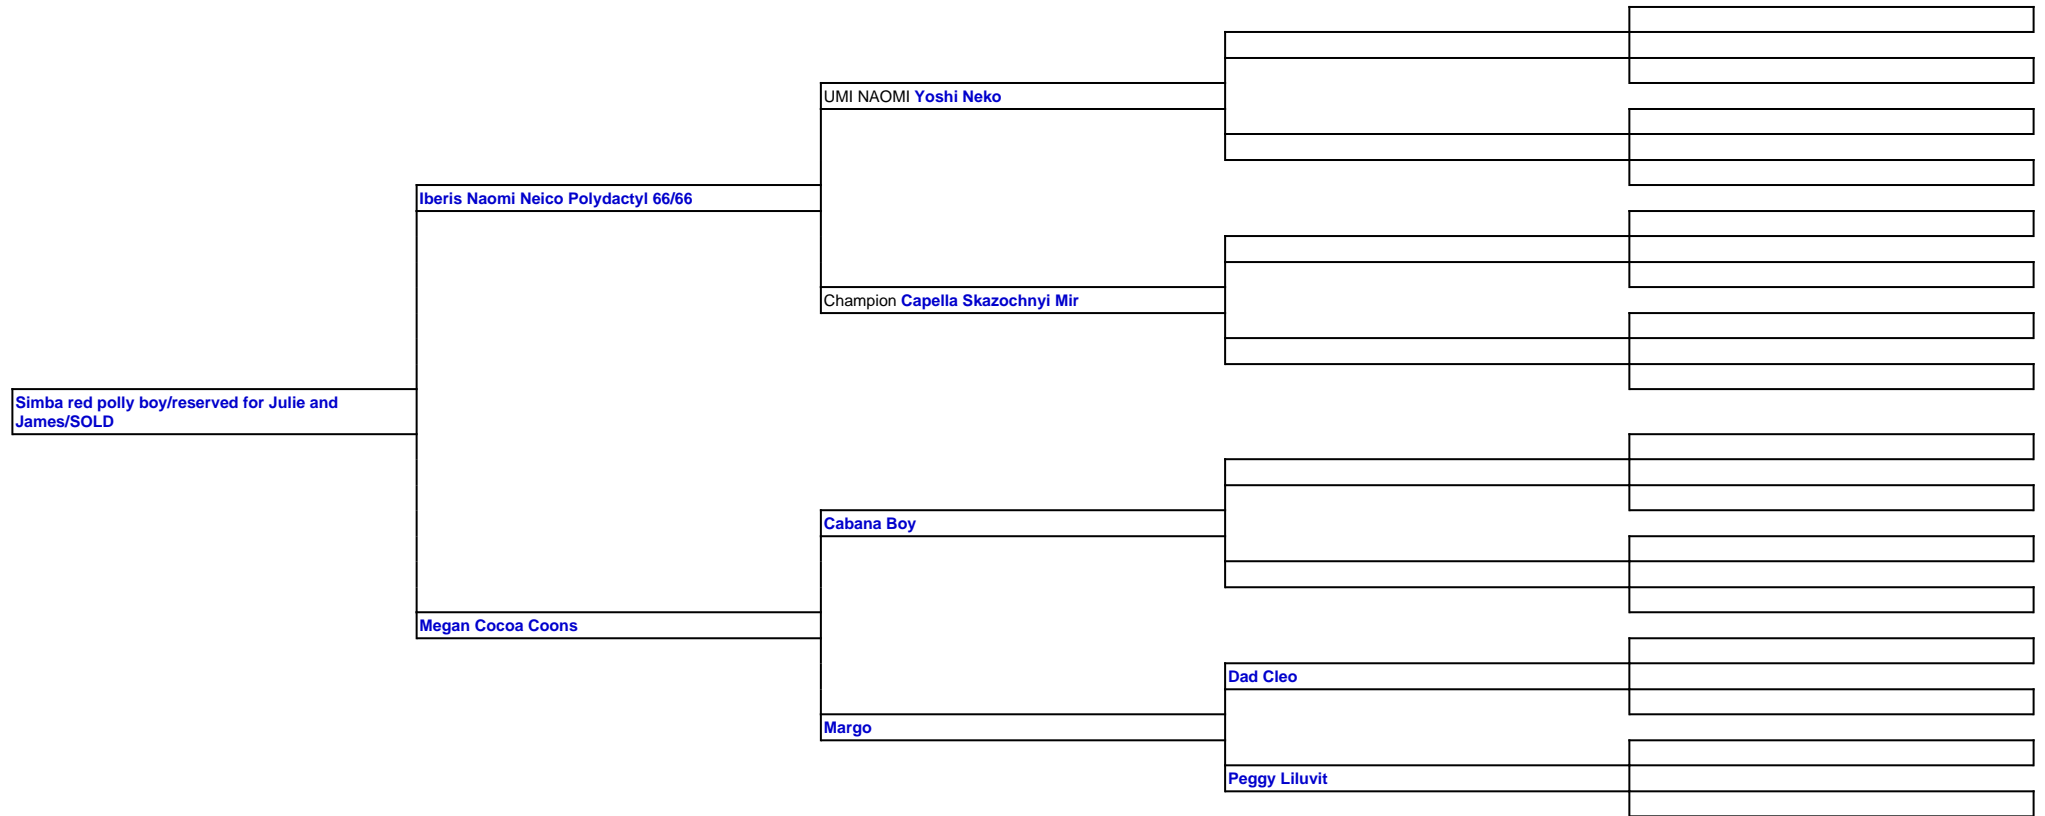 UMI NAOMI Yoshi Neko
Iberis Naomi Neico Polydactyl 66/66
Champion Capella Skazochnyi Mir
Simba red polly boy/reserved for Julie and
James/SOLD
Cabana Boy
Megan Cocoa Coons
Dad Cleo
Margo
Peggy Liluvit